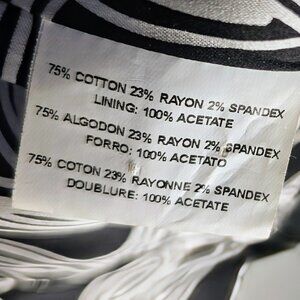 75% COTTON 23% RAYON 2% SPANDEX
LINING: 100% ACETATE
75% ALGODON 23% RAYON 2% SPANDEX
FORRO: 100% ACETATO
75% COTON 23% RAYONNE 2% SPANDEX
DOUBLURE: 100% ACETATE